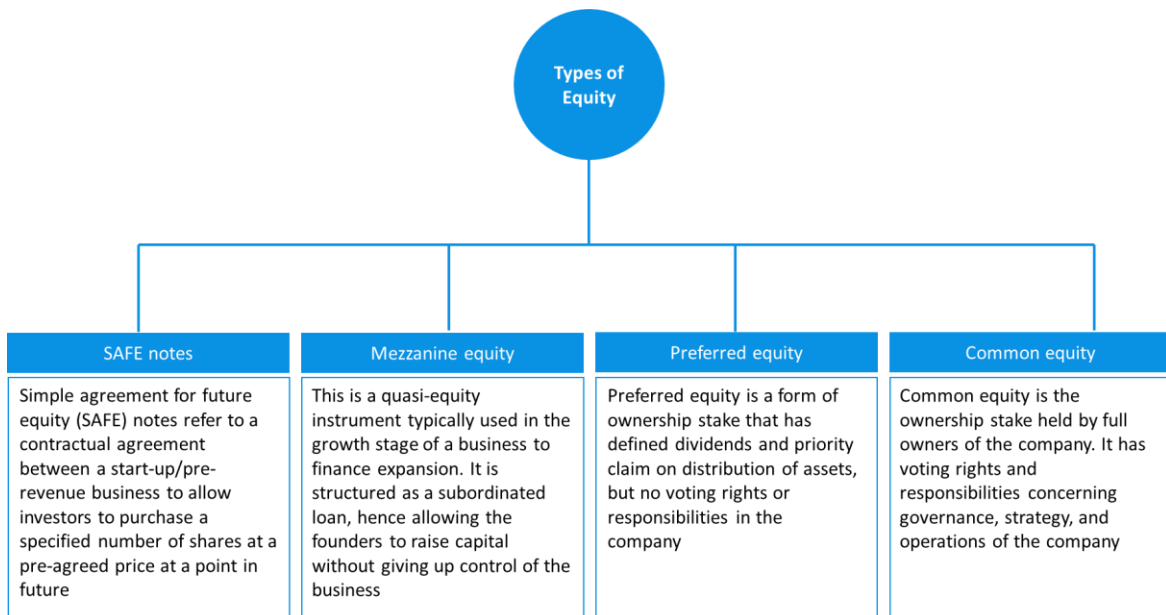 Types of
Equity
SAFE notes
Simple agreement for future
equity (SAFE) notes refer to a
contractual agreement
between a start-up/pre-
revenue business to allow
investors to purchase a
specified number of shares at a
pre-agreed price at a point in
future
Mezzanine equity
This is a quasi-equity
instrument typically used in the
growth stage of a business to
finance expansion. It is
structured as a subordinated
loan, hence allowing the
founders to raise capital
without giving up control of the
business
Preferred equity
Preferred equity is a form of
ownership stake that has
defined dividends and priority
claim on distribution of assets,
but no voting rights or
responsibilities in the
company
Common equity
Common equity is the
ownership stake held by full
owners of the company. It has
voting rights and
responsibilities concerning
governance, strategy, and
operations of the company